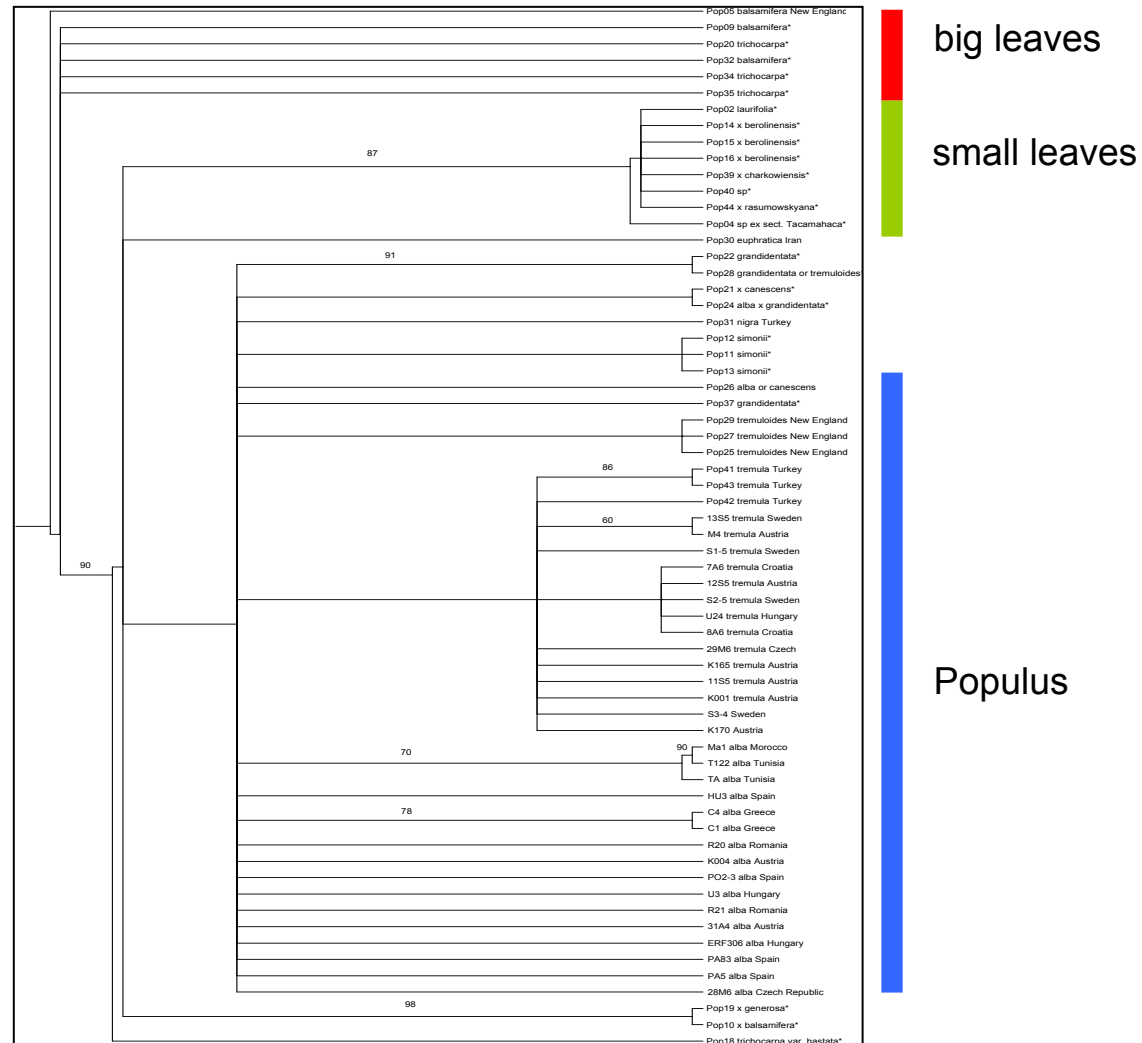 Pop05 balsamifera New England
Pop09 balsamifera*
Pop20 trichocarpa*
Pop32 balsamifera*
Pop34 trichocarpa*
Pop35 trichocarpa*
Pop02 laurifolia*
Pop14 x berolinensis*
Pop15 x berolinensis*
87
Pop16 x berolinensis*
Pop39 x charkowiensis*
Pop40 sp*
Pop44 x rasumowskyana*
Pop04 sp ex sect. Tacamahaca*
Pop30 euphratica Iran
91
Pop22 grandidentata*
Pop28 grandidentata or tremuloides*
Pop21 x canescens*
Pop24 alba x grandidentata*
Pop31 nigra Turkey
Pop12 simonii*
Pop11 simonii*
Pop13 simonii*
Pop26 alba or canescens
Pop37 grandidentata*
Pop29 tremuloides New England
Pop27 tremuloides New England
Pop25 tremuloides New England
86
Pop41 tremula Turkey
Pop43 tremula Turkey
Pop42 tremula Turkey
60
13S5 tremula Sweden
M4 tremula Austria
S1-5 tremula Sweden
90
7A6 tremula Croatia
12S5 tremula Austria
S2-5 tremula Sweden
U24 tremula Hungary
8A6 tremula Croatia
29M6 tremula Czech
K165 tremula Austria
11S5 tremula Austria
K001 tremula Austria
S3-4 Sweden
K170 Austria
70
90
Ma1 alba Morocco
T122 alba Tunisia
TA alba Tunisia
HU3 alba Spain
78
C4 alba Greece
C1 alba Greece
R20 alba Romania
K004 alba Austria
PO2-3 alba Spain
U3 alba Hungary
R21 alba Romania
31A4 alba Austria
ERF306 alba Hungary
PA83 alba Spain
PA5 alba Spain
28M6 alba Czech Republic
98
Pop19 x generosa*
Pop10 x balsamifera*
Pop18 trichocarpa var. hastata*
big leaves
small leaves
Populus